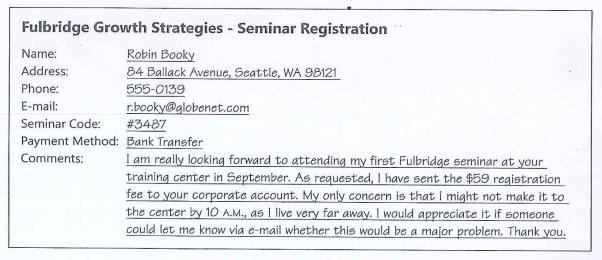 Fulbridge Growth Strategies - Seminar Registration
Name: Robin Booky
Address: 84 Ballack Avenue, Seattle, WA 98121
Phone: 555-0139
E-mail: r.booky@globenet.com
Seminar Code: #3487
Payment Method: Bank Transfer
Comments: I am really looking forward to attending my first Fulbridge seminar at your
training center in September. As requested, I have sent the $59 registration
fee to your corporate account. My only concern is that I might not make it to
the center by 10 A.M., as I live very far away. I would appreciate it if someone
could let me know via e-mail whether this would be a major problem. Thank you.